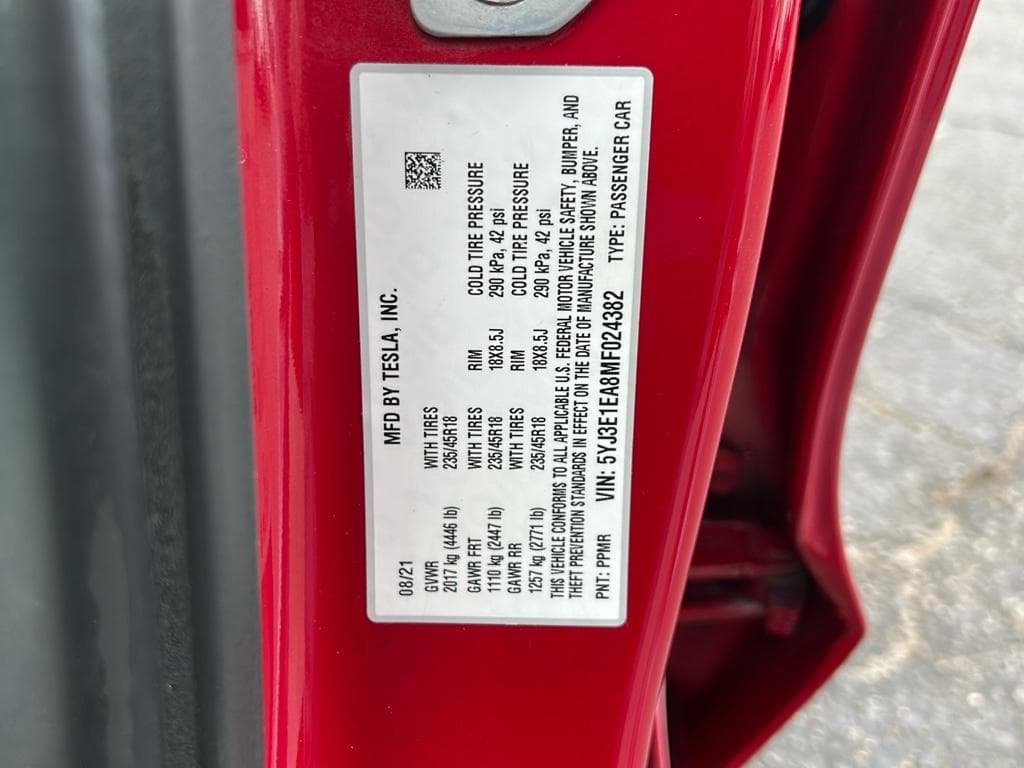 MFD BY TESLA, INC.
08/21
GVWR WITH TIRES
2017 kg (4446 lb) 235/45R18
GAWR FRT WITH TIRES RIM COLD TIRE PRESSURE
1110 kg (2447 lb) 235/45R18 18X8.5J 290 kPa, 42 psi
GAWR RR WITH TIRES RIM COLD TIRE PRESSURE
1257 kg (2771 lb) 235/45R18 18X8.5J 290 kPa, 42 psi
THIS VEHICLE CONFORMS TO ALL APPLICABLE U.S. FEDERAL MOTOR VEHICLE SAFETY, BUMPER, AND
THEFT PREVENTION STANDARDS IN EFFECT ON THE DATE OF MANUFACTURE SHOWN ABOVE.
PNT: PPMR VIN: 5YJ3E1EA8MF024382 TYPE: PASSENGER CAR